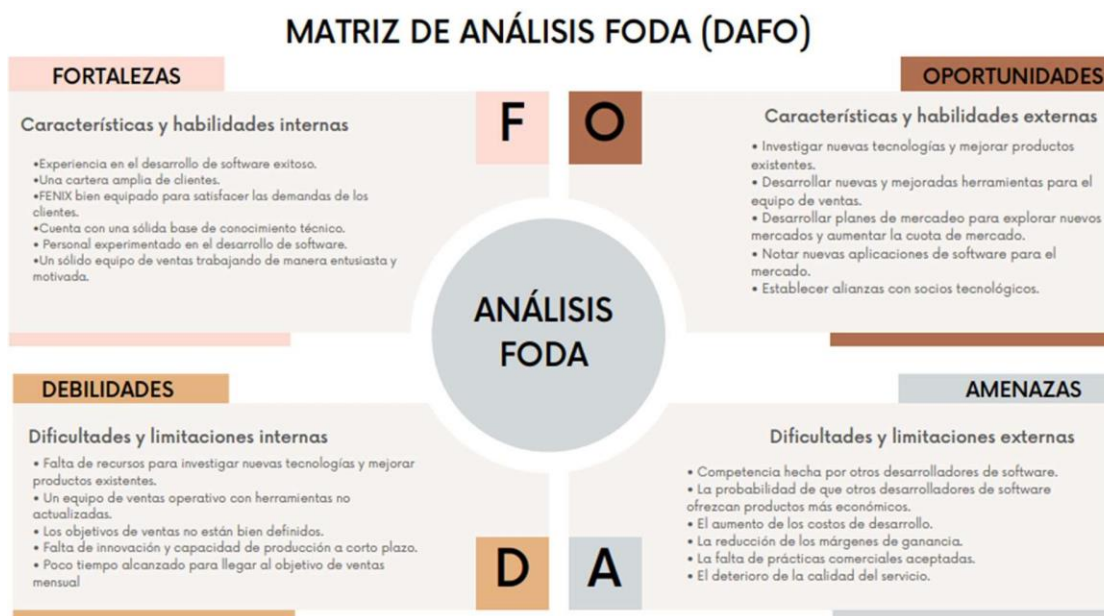 MATRIZ DE ANÁLISIS FODA (DAFO)
FORTALEZAS
F
Características y habilidades internas
•Experiencia en el desarrollo de software exitoso.
•Una cartera amplia de clientes.
•FENIX bien equipado para satisfacer las demandas de los
clientes.
•Cuenta con una sólida base de conocimiento técnico.
• Personal experimentado en el desarrollo de software.
•Un sólido equipo de ventas trabajando de manera entusiasta y
motivada.
OPORTUNIDADES
O
Características y habilidades externas
• Investigar nuevas tecnologías y mejorar productos
existentes.
• Desarrollar nuevas y mejoradas herramientas para el
equipo de ventas.
• Desarrollar planes de mercadeo para explorar nuevos
mercados y aumentar la cuota de mercado.
• Notar nuevas aplicaciones de software para el
mercado.
• Establecer alianzas con socios tecnológicos.
ANÁLISIS
FODA
DEBILIDADES
Dificultades y limitaciones internas
• Falta de recursos para investigar nuevas tecnologías y mejorar
productos existentes.
• Un equipo de ventas operativo con herramientas no
actualizadas.
• Los objetivos de ventas no están bien definidos.
• Falta de innovación y capacidad de producción a corto plazo.
• Poco tiempo alcanzado para llegar al objetivo de ventas
mensual
D
AMENAZAS
Dificultades y limitaciones externas
• Competencia hecha por otros desarrolladores de software.
• La probabilidad de que otros desarrolladores de software
ofrezcan productos más económicos.
• El aumento de los costos de desarrollo.
• La reducción de los márgenes de ganancia.
• La falta de prácticas comerciales aceptadas.
• El deterioro de la calidad del servicio.
A